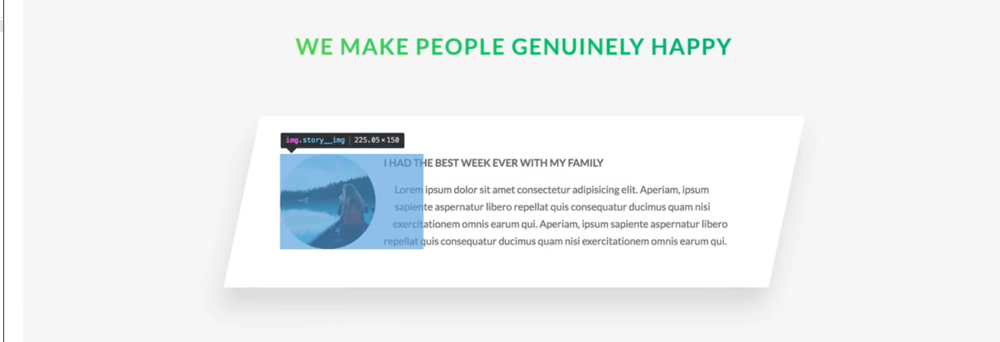 WE MAKE PEOPLE GENUINELY HAPPY
img.story__img | 225.05×150
I HAD THE BEST WEEK EVER WITH MY FAMILY
Lorem ipsum dolor sit amet consectetur adipisicing elit. Aperiam, ipsum
sapiente aspernatur libero repellat quis consequatur ducimus quam nisi
exercitationem omnis earum qui. Aperiam, ipsum sapiente aspernatur libero
repellat quis consequatur ducimus quam nisi exercitationem omnis earum qui.